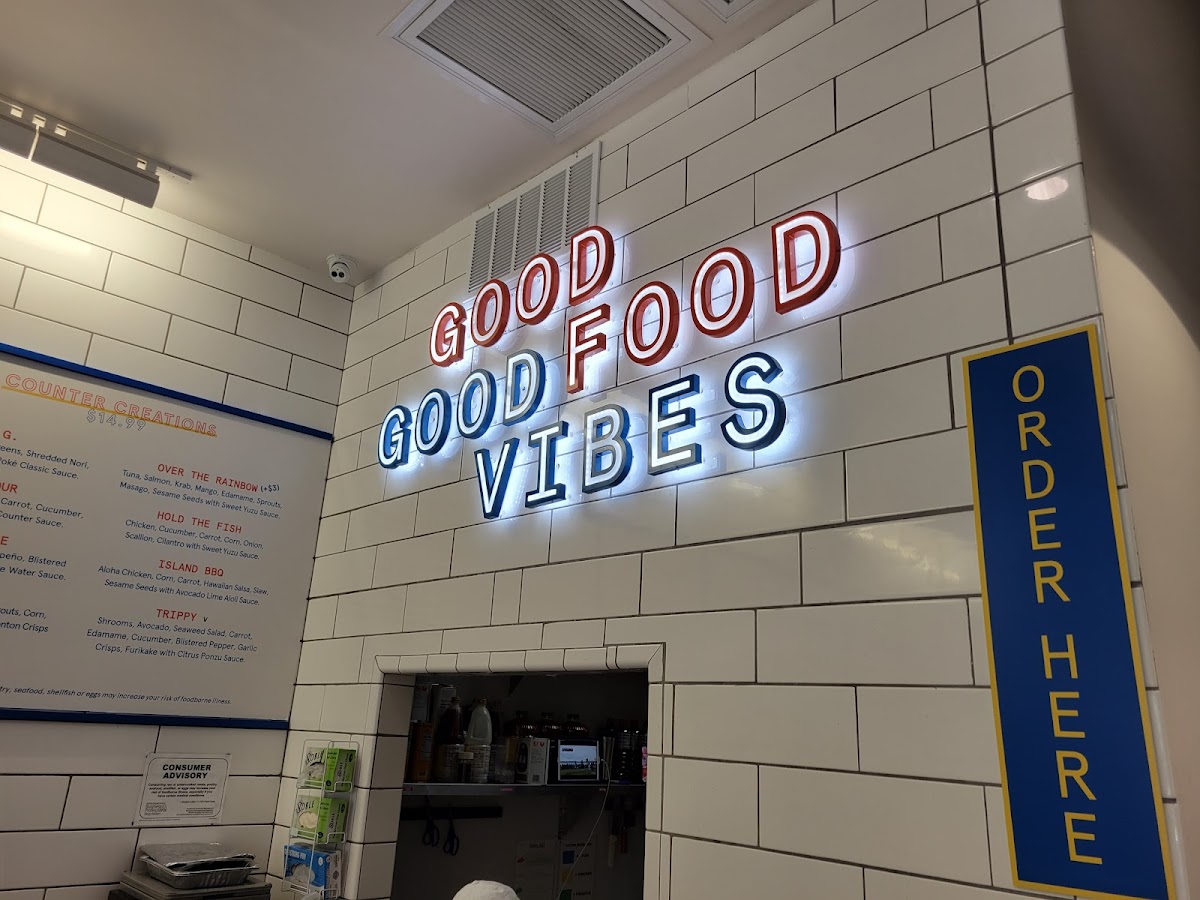 GOOD
FOOD
GOOD
VIBES
ORDER HERE
COUNTER CREATIONS
$14.99
G.
eens, Shredded Nori,
Poké Classic Sauce.
OUR
Carrot, Cucumber,
Counter Sauce.
E
peño, Blistered
e Water Sauce.
outs, Corn,
onton Crisps
OVER THE RAINBOW (+$3)
Tuna, Salmon, Krab, Mango, Edamame, Sprouts,
Masago, Sesame Seeds with Sweet Yuzu Sauce.
HOLD THE FISH
Chicken, Cucumber, Carrot, Corn, Onion,
Scallion, Cilantro with Sweet Yuzu Sauce.
ISLAND BBQ
Aloha Chicken, Corn, Carrot, Hawaiian Salsa, Slaw,
Sesame Seeds with Avocado Lime Aioli Sauce.
TRIPPY v
Shrooms, Avocado, Seaweed Salad, Carrot,
Edamame, Cucumber, Blistered Pepper, Garlic
Crisps, Furikake with Citrus Ponzu Sauce.
try, seafood, shellfish or eggs may increase your risk of foodborne illness.
CONSUMER
ADVISORY